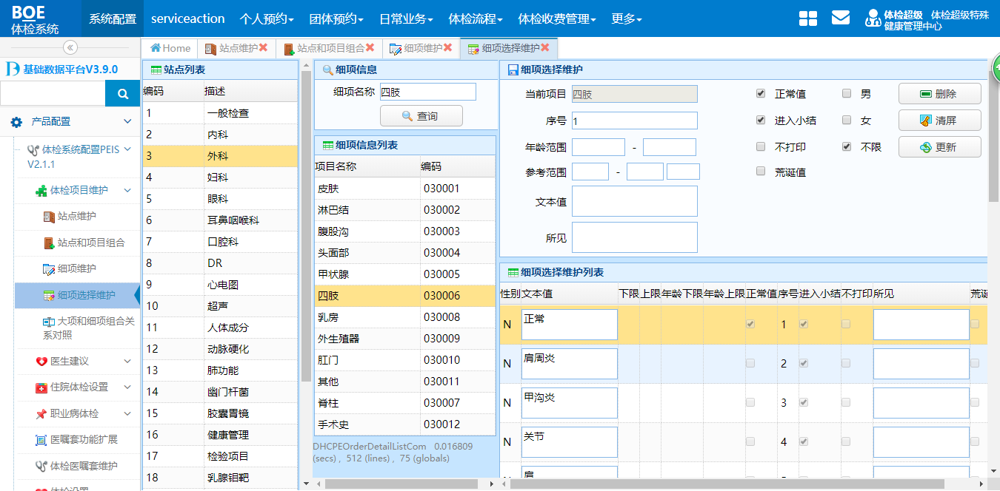 BOE
体检系统
系统配置 serviceaction 个人预约 团体预约 日常业务 体检流程 体检收费管理 更多
体检超级 体检超级特殊
健康管理中心
Home 站点维护 站点和项目组合 细项维护 细项选择维护
基础数据平台V3.9.0
产品配置
体检系统配置PEIS
V2.1.1
体检项目维护
站点维护
站点和项目组合
细项维护
细项选择维护
大项和细项组合关
系对照
医生建议
住院体检设置
职业病体检
医嘱套功能扩展
体检医嘱套维护
体检设置
站点列表
编码 描述
1 一般检查
2 内科
3 外科
4 妇科
5 眼科
6 耳鼻咽喉科
7 口腔科
8 DR
9 心电图
10 超声
11 人体成分
12 动脉硬化
13 肺功能
14 幽门杆菌
15 胶囊胃镜
16 健康管理
17 检验项目
18 乳腺钼靶
细项信息
细项名称 四肢
查询
细项信息列表
项目名称 编码
皮肤 030001
淋巴结 030002
腹股沟 030003
头面部 030004
甲状腺 030005
四肢 030006
乳房 030008
外生殖器 030009
肛门 030010
其他 030011
脊柱 030007
手术史 030012
DHCPEOrderDetailListCom 0.016809
(secs) , 512 (lines) , 75 (globals)
细项选择维护
当前项目 四肢 正常值 男 删除
序号 1 进入小结 女 清屏
年龄范围 - 不打印 不限 更新
参考范围 - 荒诞值
文本值
所见
细项选择维护列表
性别 文本值 下限 上限 年龄下限 年龄上限 正常值 序号 进入小结 不打印 所见 荒诞
N 正常 1
N 肩周炎 2
N 甲沟炎 3
N 关节 4
肩